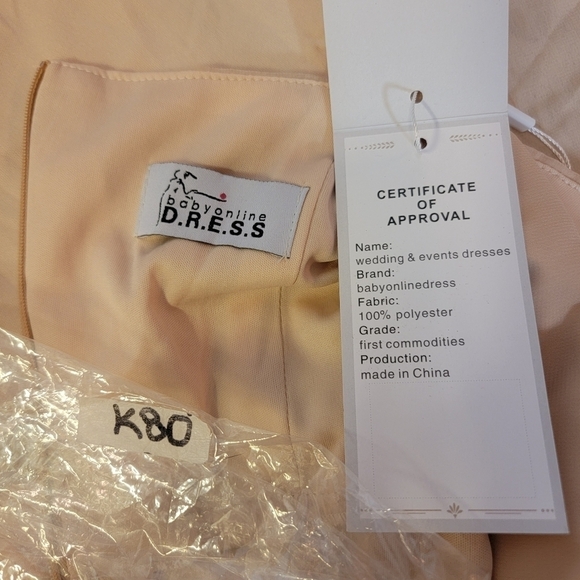 babyonline
D.R.E.S.S
CERTIFICATE
OF
APPROVAL
Name:
wedding & events dresses
Brand:
babyonlinedress
Fabric:
100% polyester
Grade:
first commodities
Production:
made in China
K80